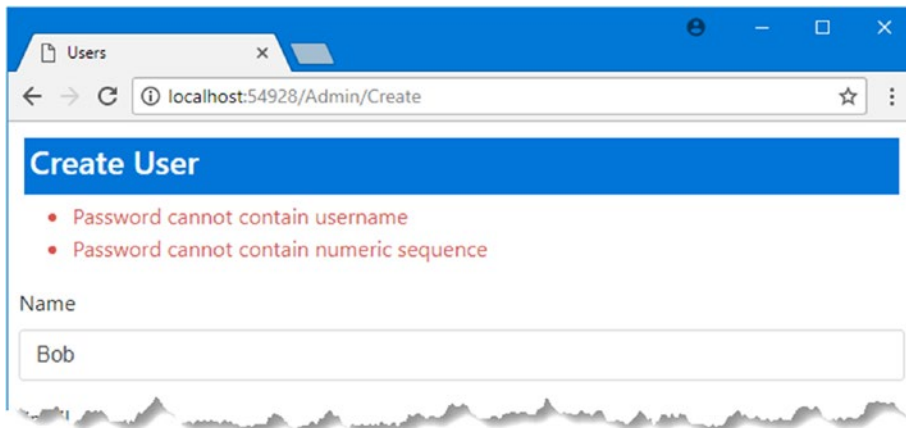 Users
localhost:54928/Admin/Create
Create User
Password cannot contain username
Password cannot contain numeric sequence
Name
Bob